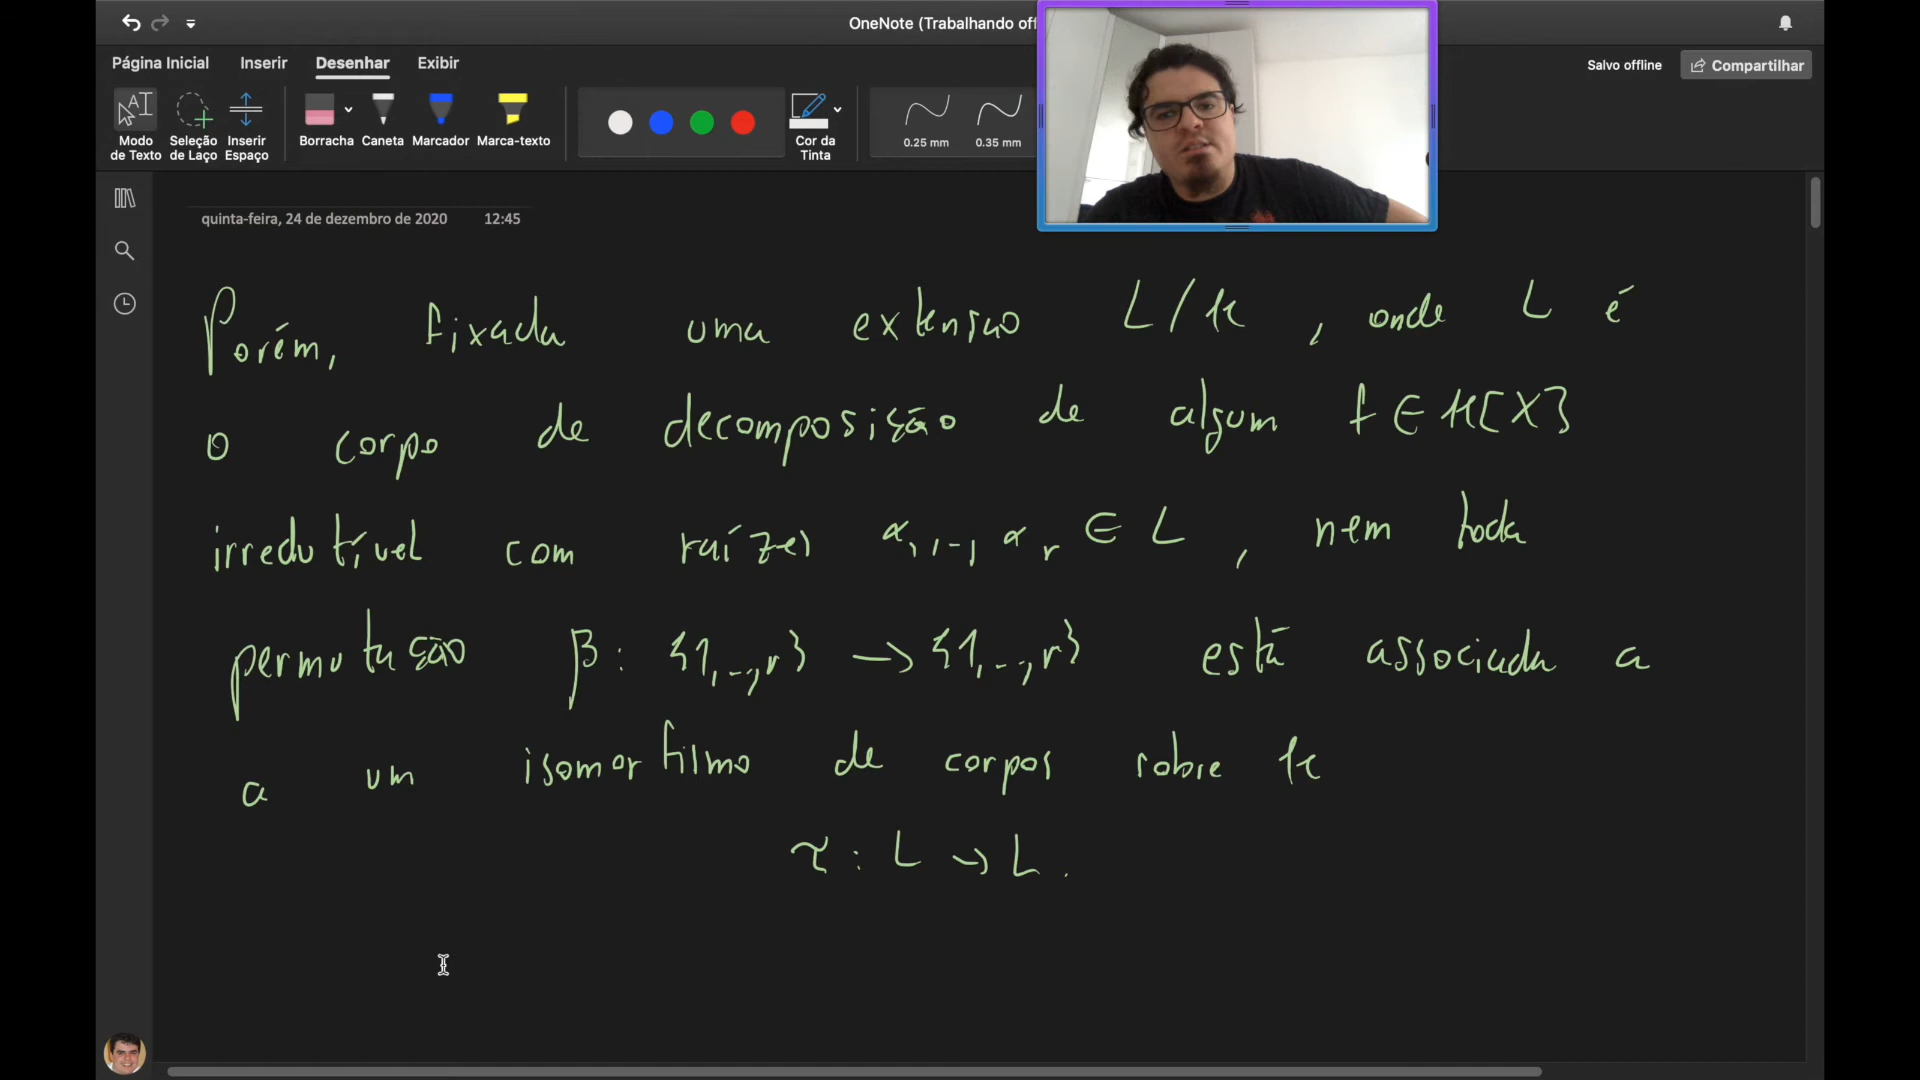 OneNote (Trabalhando off
Página Inicial Inserir Desenhar Exibir
Salvo offline Compartilhar
Modo de Texto Seleção de Laço Inserir Espaço Borracha Caneta Marcador Marca-texto Cor da Tinta 0.25 mm 0.35 mm
quinta-feira, 24 de dezembro de 2020 12:45
Porém, fixada uma extensão L/k, onde L é
o corpo de decomposição de algum f ∈ k[X]
irredutível com raízes α₁,..., αᵣ ∈ L, nem toda
permutação β: {1,..,r} → {1,..,r} está associada a
a um isomorfismo de corpos sobre k
τ: L → L.